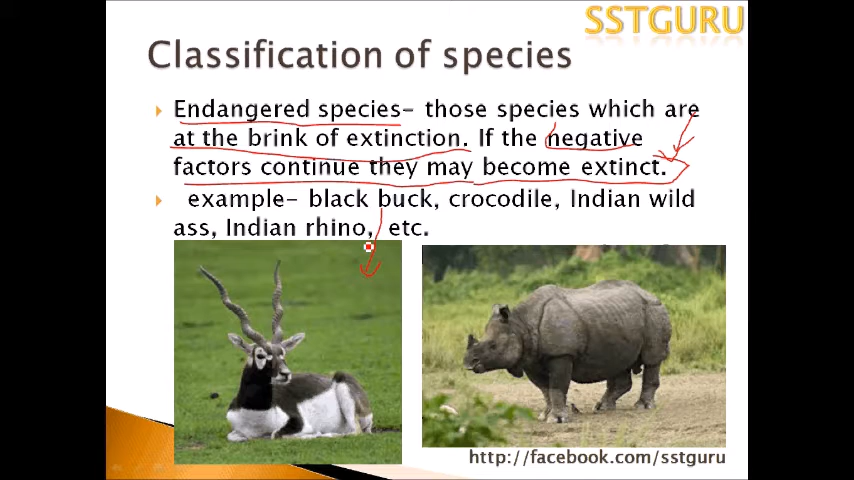 SSTGURU
Classification of species
Endangered species- those species which are
at the brink of extinction. If the negative
factors continue they may become extinct.
example- black buck, crocodile, Indian wild
ass, Indian rhino, etc.
http://facebook.com/sstguru